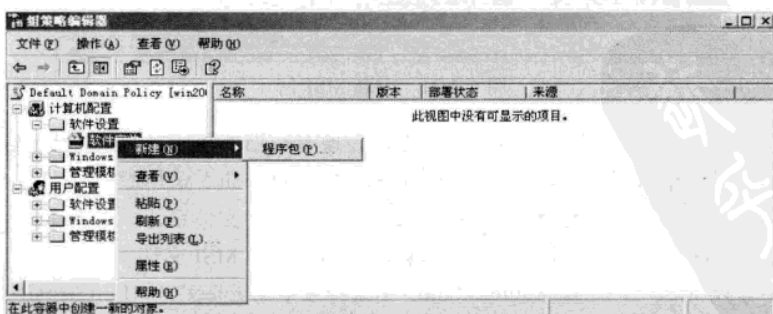 组策略编辑器
文件(F) 操作(A) 查看(V) 帮助(H)
Default Domain Policy [win20
名称 版本 部署状态 来源
此视图中没有可显示的项目。
计算机配置
软件设置
软件
Windows
管理模板
用户配置
软件设置
Windows
管理模板
新建(N)
程序包(P)...
查看(V)
粘贴(P)
刷新(F)
导出列表(L)...
属性(R)
帮助(H)
在此容器中创建一新的对象。